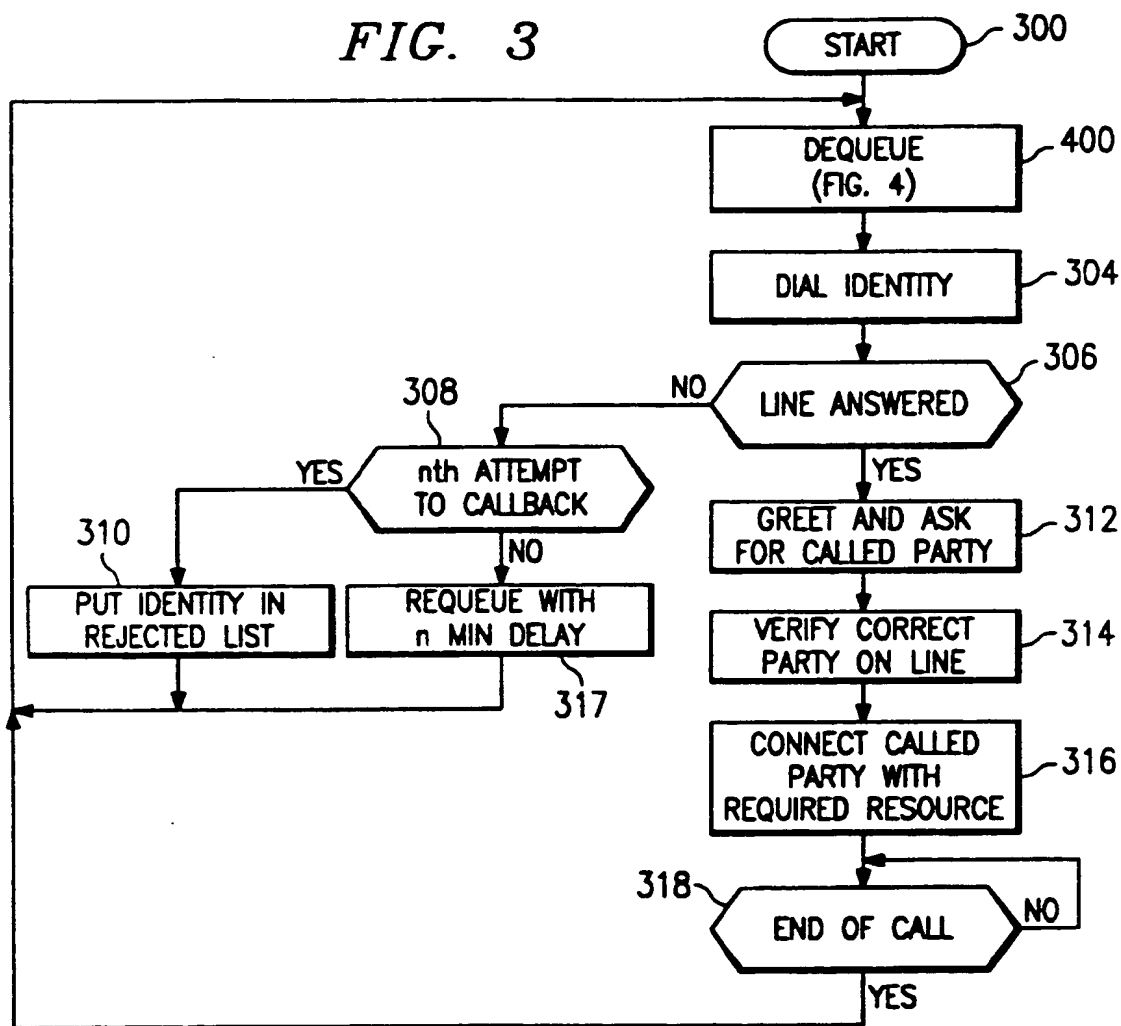 FIG. 3
START
300
DEQUEUE
(FIG. 4)
400
DIAL IDENTITY
304
LINE ANSWERED
306
NO
YES
308
nth ATTEMPT
TO CALLBACK
YES
NO
310
PUT IDENTITY IN
REJECTED LIST
REQUEUE WITH
n MIN DELAY
317
GREET AND ASK
FOR CALLED PARTY
312
VERIFY CORRECT
PARTY ON LINE
314
CONNECT CALLED
PARTY WITH
REQUIRED RESOURCE
316
318
END OF CALL
NO
YES